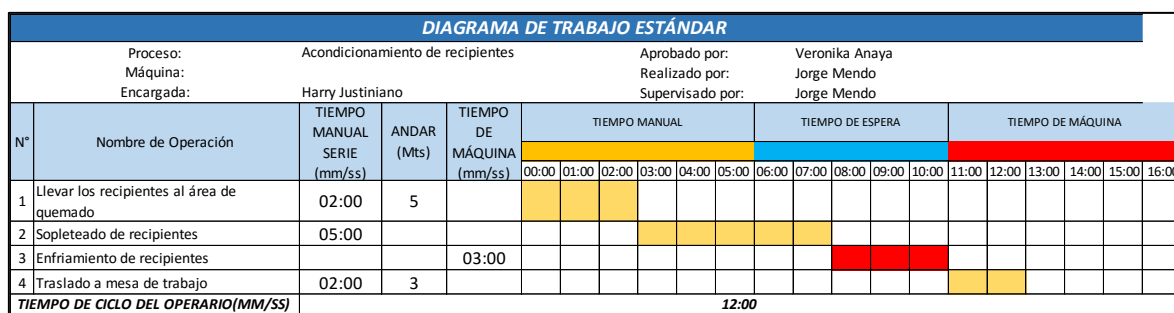 DIAGRAMA DE TRABAJO ESTÁNDAR
Proceso: Acondicionamiento de recipientes Aprobado por: Veronika Anaya
Máquina: Realizado por: Jorge Mendo
Encargada: Harry Justiniano Supervisado por: Jorge Mendo
N° Nombre de Operación TIEMPO MANUAL SERIE (mm/ss) ANDAR (Mts) TIEMPO DE MÁQUINA (mm/ss) TIEMPO MANUAL TIEMPO DE ESPERA TIEMPO DE MÁQUINA
00:00 01:00 02:00 03:00 04:00 05:00 06:00 07:00 08:00 09:00 10:00 11:00 12:00 13:00 14:00 15:00 16:00
1 Llevar los recipientes al área de quemado 02:00 5
2 Sopleteado de recipientes 05:00
3 Enfriamiento de recipientes 03:00
4 Traslado a mesa de trabajo 02:00 3
TIEMPO DE CICLO DEL OPERARIO(MM/SS) 12:00